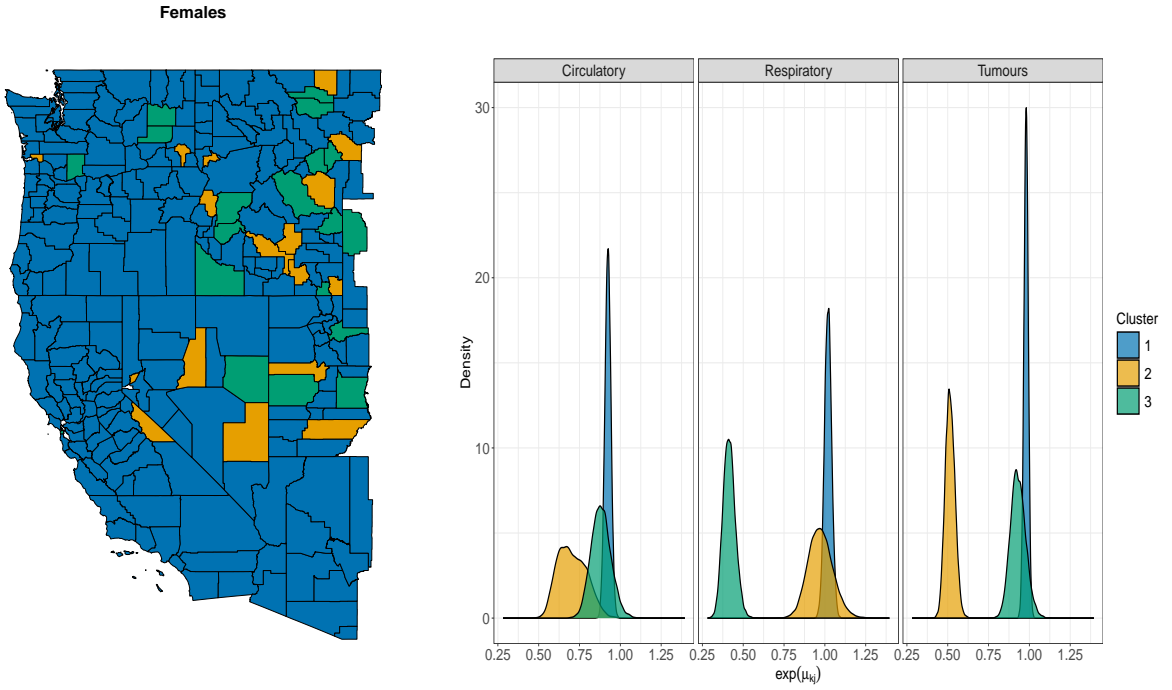 Females
Circulatory Respiratory Tumours
Density
30
20
10
0
0.25 0.50 0.75 1.00 1.25 0.25 0.50 0.75 1.00 1.25 0.25 0.50 0.75 1.00 1.25
exp(μkj)
Cluster
1
2
3